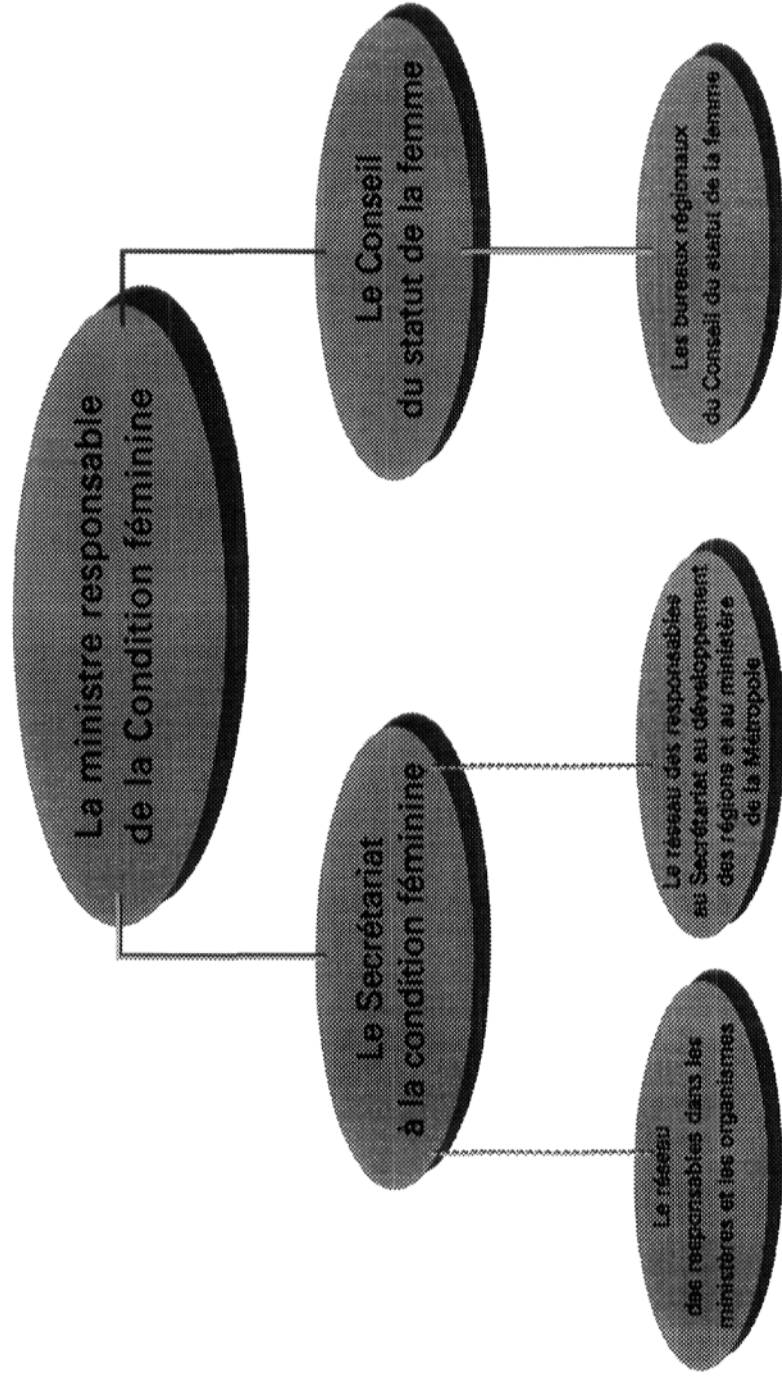 La ministre responsable
de la Condition féminine
Le Secrétariat
à la condition féminine
Le Conseil
du statut de la femme
Le réseau
des responsables dans les
ministères et les organismes
Le réseau des responsables
au Secrétariat au développement
des régions et au ministère
de la Métropole
Les bureaux régionaux
du Conseil du statut de la femme